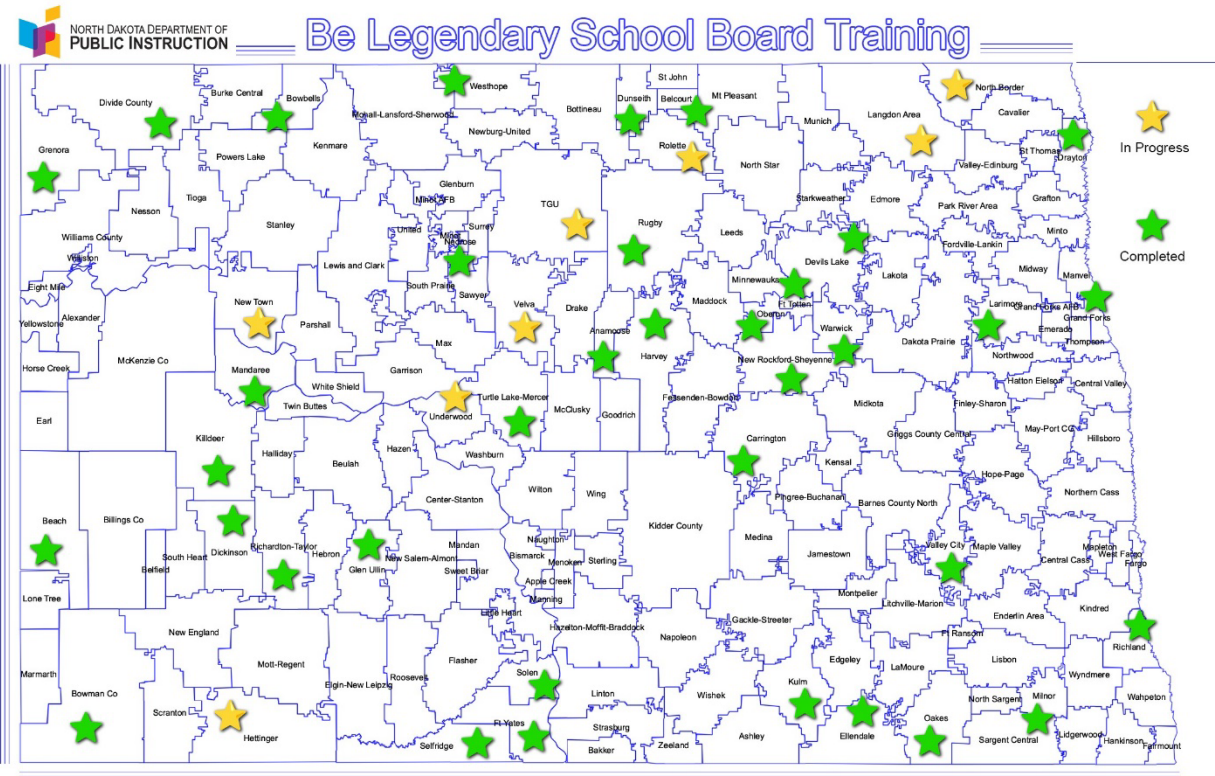 NORTH DAKOTA DEPARTMENT OF
PUBLIC INSTRUCTION
Be Legendary School Board Training
St John
Westhope
Burke Central
Bowbells
Divide County
Dunseith
Belcourt
Mt Pleasant
Bottineau
North Border
Cavalier
Langdon Area
Munich
Mohall-Lansford-Sherwood
Newburg-United
In Progress
Grenora
Powers Lake
Kenmare
Rolette
North Star
St Thomas
Drayton
Valley-Edinburg
Glenburn
Minot AFB
Tioga
Nesson
Stanley
TGU
Starkweather
Edmore
Park River Area
Grafton
Rugby
Leeds
Minto
Surrey
United
Minot
Nedrose
Williams County
Williston
Fordville-Lankin
Completed
Lewis and Clark
Devils Lake
Lakota
Midway
Manvel
Eight Mile
South Prairie
Sawyer
Minnewaukan
Ft Totten
New Town
Velva
Drake
Maddock
Oberon
Larimore
Grand Forks AFB
Grand Forks
Yellowstone
Alexander
Parshall
Anamoose
Warwick
Emerado
Thompson
Dakota Prairie
Max
Harvey
Northwood
McKenzie Co
New Rockford-Sheyenne
Horse Creek
Mandaree
Garrison
White Shield
Hatton Eielson
Central Valley
Twin Buttes
Underwood
Turtle Lake-Mercer
McClusky
Goodrich
Fessenden-Bowdon
Midkota
Finley-Sharon
Earl
May-Port CG
Hillsboro
Killdeer
Halliday
Beulah
Hazen
Washburn
Carrington
Griggs County Central
Kensal
Hope-Page
Center-Stanton
Wilton
Wing
Pingree-Buchanan
Barnes County North
Northern Cass
Beach
Billings Co
Kidder County
Medina
Dickinson
Richardton-Taylor
Hebron
Glen Ullin
New Salem-Almont
Mandan
Sweet Briar
Naughton
Bismarck
Menoken
Sterling
Jamestown
Valley City
Maple Valley
Mapleton
West Fargo
Fargo
Central Cass
South Heart
Belfield
Apple Creek
Manning
Montpelier
Litchville-Marion
Lone Tree
Little Heart
Kindred
Enderlin Area
New England
Hazelton-Moffit-Braddock
Napoleon
Gackle-Streeter
Ft Ransom
Richland
Mott-Regent
Flasher
Edgeley
LaMoure
Lisbon
Marmarth
Elgin-New Leipzig
Roosevelt
Solen
Kulm
Wyndmere
Bowman Co
Linton
Wishek
North Sargent
Milnor
Wahpeton
Scranton
Hettinger
Ft Yates
Strasburg
Ashley
Ellendale
Oakes
Sargent Central
Lidgerwood
Hankinson
Fairmount
Selfridge
Bakker
Zeeland